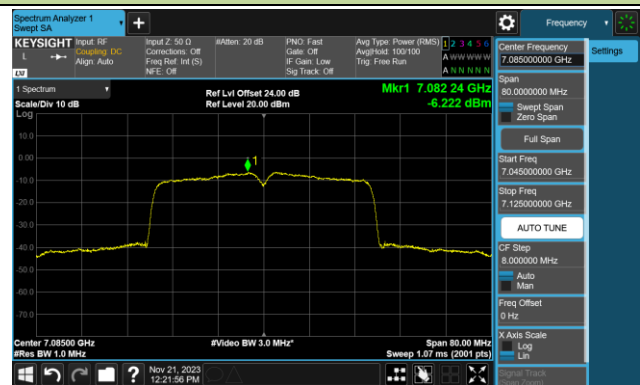 Spectrum Analyzer 1
Swept SA
Frequency
KEYSIGHT
Input: RF
Coupling: DC
Align: Auto
Input Z: 50 Ω
Corrections: Off
Freq Ref: Int (S)
NFE: Off
#Atten: 20 dB
PNO: Fast
Gate: Off
IF Gain: Low
Sig Track: Off
Avg Type: Power (RMS)
Avg|Hold: 100/100
Trig: Free Run
1 2 3 4 5 6
A WWWWW
A N N N N N
L
LXI
Center Frequency
7.085000000 GHz
Settings
Span
80.0000000 MHz
Swept Span
Zero Span
Full Span
Start Freq
7.045000000 GHz
Stop Freq
7.125000000 GHz
AUTO TUNE
CF Step
8.000000 MHz
Auto
Man
Freq Offset
0 Hz
X Axis Scale
Log
Lin
Signal Track
(Span Zoom)
1 Spectrum
Scale/Div 10 dB
Log
Ref Lvl Offset 24.00 dB
Ref Level 20.00 dBm
Mkr1 7.082 24 GHz
-6.222 dBm
1
10.0
0.00
-10.0
-20.0
-30.0
-40.0
-50.0
-60.0
-70.0
Center 7.08500 GHz
#Res BW 1.0 MHz
#Video BW 3.0 MHz*
Span 80.00 MHz
Sweep 1.07 ms (2001 pts)
?
Nov 21, 2023
12:21:56 PM